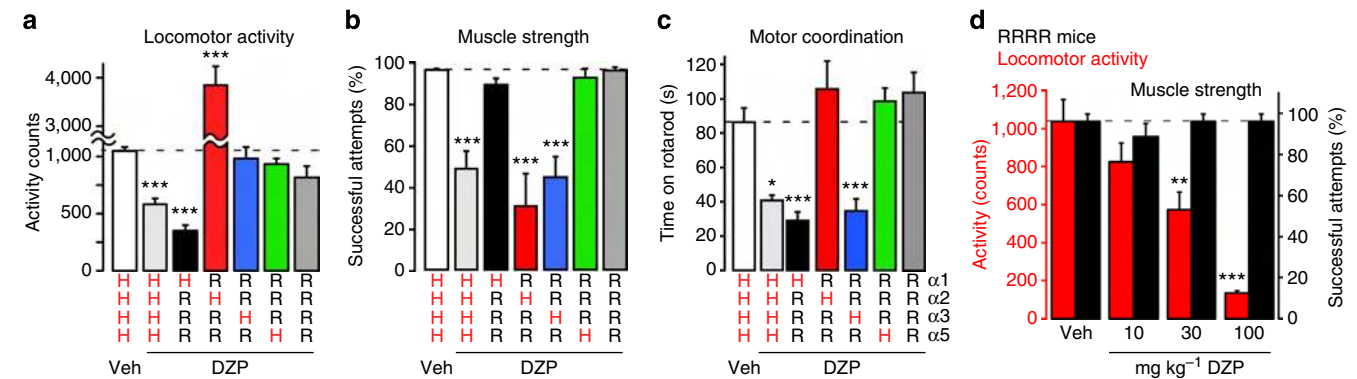 a
Locomotor activity
Activity counts
4,000
3,000
1,000
500
0
***
***
***
H H H R R R R
H H R H R R R
H H R R H R R
H H R R R H R
Veh
DZP
b
Muscle strength
Successful attempts (%)
100
80
60
40
20
0
***
***
***
H H H R R R R
H H R H R R R
H H R R H R R
H H R R R H R
Veh
DZP
c
Motor coordination
Time on rotarod (s)
120
100
80
60
40
20
0
*
***
***
H H H R R R R α1
H H R H R R R α2
H H R R H R R α3
H H R R R H R α5
Veh
DZP
d
RRRR mice
Locomotor activity
Muscle strength
Activity (counts)
1,200
1,000
800
600
400
200
0
**
***
100
80
60
40
20
0
Successful attempts (%)
Veh 10 30 100
mg kg⁻¹ DZP